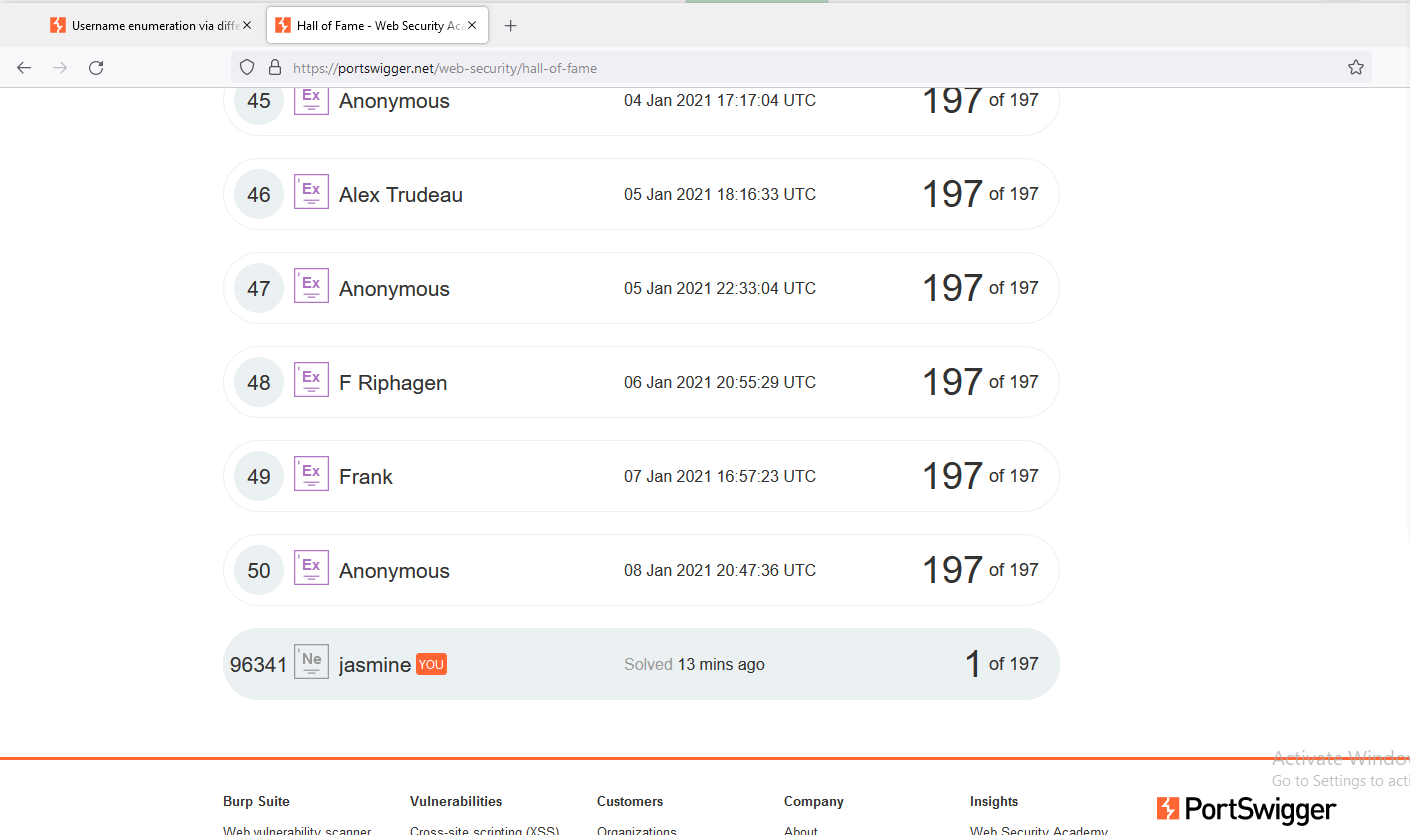 Username enumeration via diffe
Hall of Fame - Web Security Aca
https://portswigger.net/web-security/hall-of-fame
45 Ex Anonymous 04 Jan 2021 17:17:04 UTC 197 of 197
46 Ex Alex Trudeau 05 Jan 2021 18:16:33 UTC 197 of 197
47 Ex Anonymous 05 Jan 2021 22:33:04 UTC 197 of 197
48 Ex F Riphagen 06 Jan 2021 20:55:29 UTC 197 of 197
49 Ex Frank 07 Jan 2021 16:57:23 UTC 197 of 197
50 Ex Anonymous 08 Jan 2021 20:47:36 UTC 197 of 197
96341 Ne jasmine YOU Solved 13 mins ago 1 of 197
Activate Windo
Go to Settings to acti
Burp Suite Vulnerabilities Customers Company Insights
PortSwigger
Web vulnerability scanner Cross-site scripting (XSS) Organizations About Web Security Academy